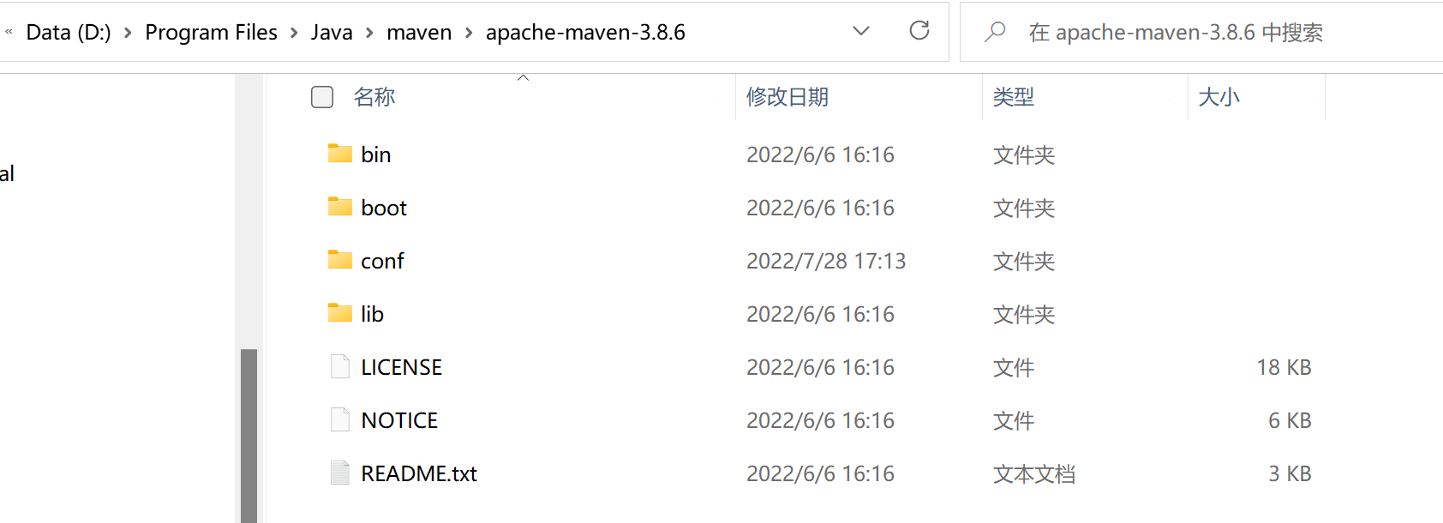 « Data (D:) > Program Files > Java > maven > apache-maven-3.8.6 在 apache-maven-3.8.6 中搜索
名称 修改日期 类型 大小
bin 2022/6/6 16:16 文件夹
al
boot 2022/6/6 16:16 文件夹
conf 2022/7/28 17:13 文件夹
lib 2022/6/6 16:16 文件夹
LICENSE 2022/6/6 16:16 文件 18 KB
NOTICE 2022/6/6 16:16 文件 6 KB
README.txt 2022/6/6 16:16 文本文档 3 KB